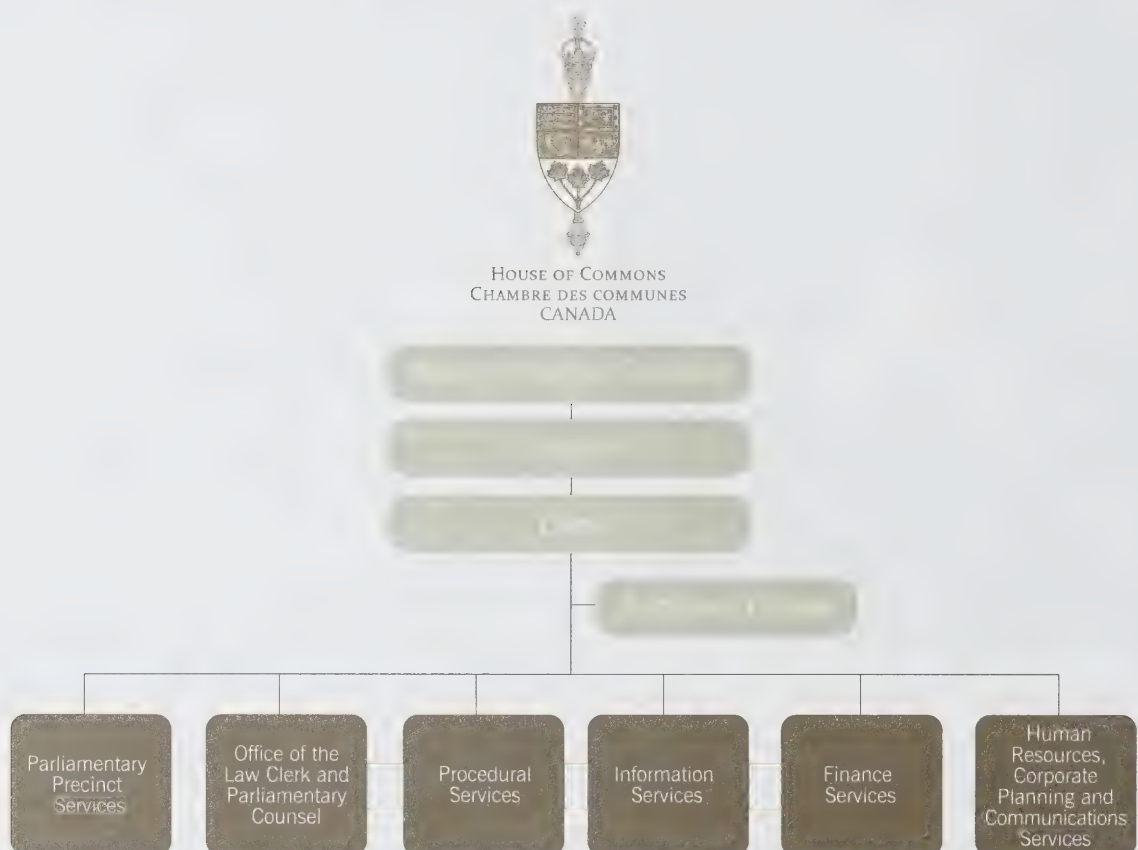 HOUSE OF COMMONS
CHAMBRE DES COMMUNES
CANADA
Parliamentary
Precinct
Services
Office of the
Law Clerk and
Parliamentary
Counsel
Procedural
Services
Information
Services
Finance
Services
Human
Resources,
Corporate
Planning and
Communications
Services